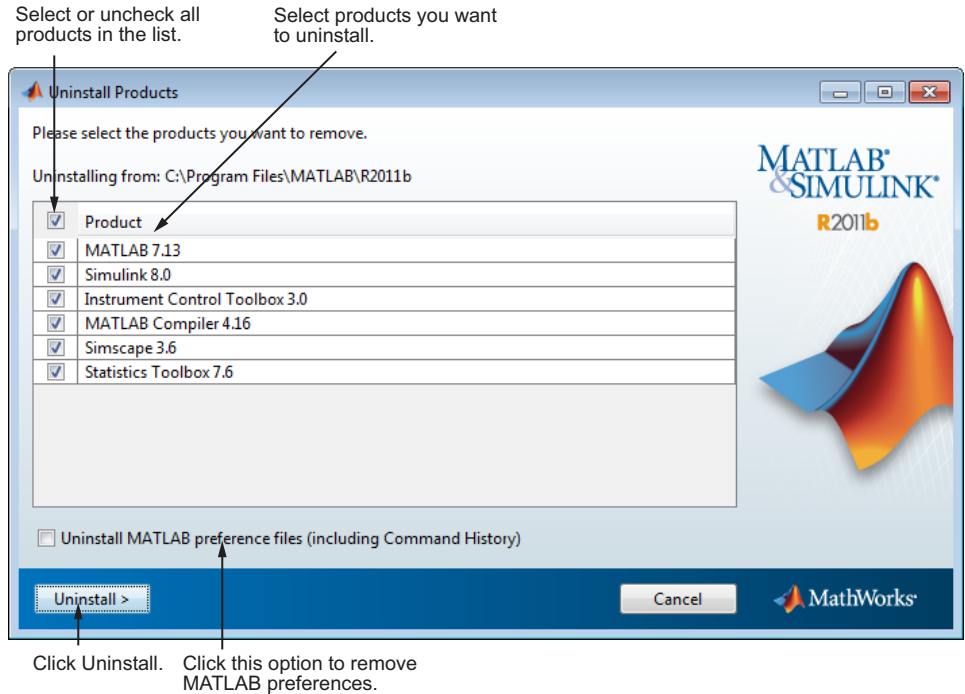 Select or uncheck all
products in the list.
Select products you want
to uninstall.
Uninstall Products
Please select the products you want to remove.
Uninstalling from: C:\Program Files\MATLAB\R2011b
MATLAB®
&SIMULINK®
R2011b
Product
MATLAB 7.13
Simulink 8.0
Instrument Control Toolbox 3.0
MATLAB Compiler 4.16
Simscape 3.6
Statistics Toolbox 7.6
Uninstall MATLAB preference files (including Command History)
Uninstall >
Cancel
MathWorks®
Click Uninstall.
Click this option to remove
MATLAB preferences.